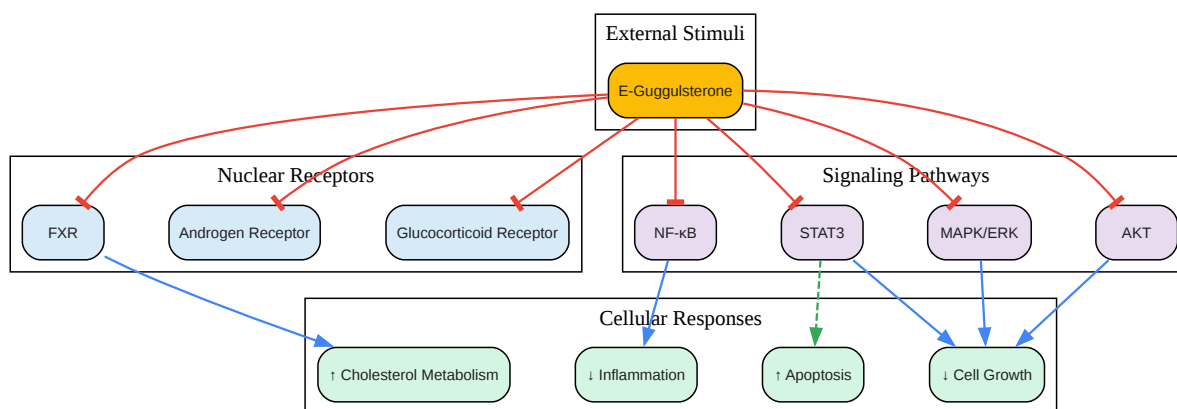 External Stimuli
E-Guggulsterone
Nuclear Receptors
Signaling Pathways
FXR
Androgen Receptor
Glucocorticoid Receptor
NF-κB
STAT3
MAPK/ERK
AKT
Cellular Responses
↑ Cholesterol Metabolism
↓ Inflammation
↑ Apoptosis
↓ Cell Growth